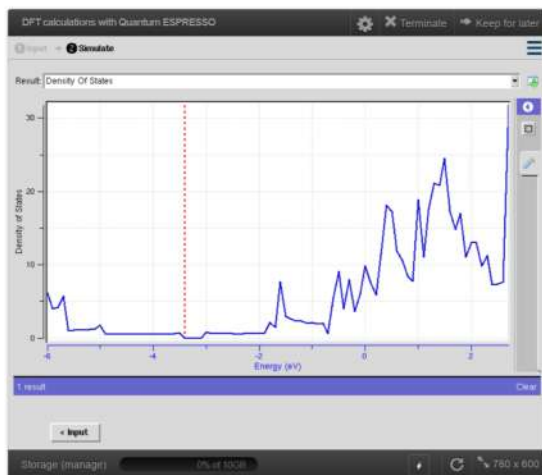 DFT calculations with Quantum ESPRESSO
Terminate
Keep for later
1 Input → 2 Simulate
Result: Density Of States
30
20
10
0
Density of States
-6 -4 -2 0 2
Energy (eV)
1 result
Clear
< Input
Storage (manage)
0% of 10GB
760 x 600